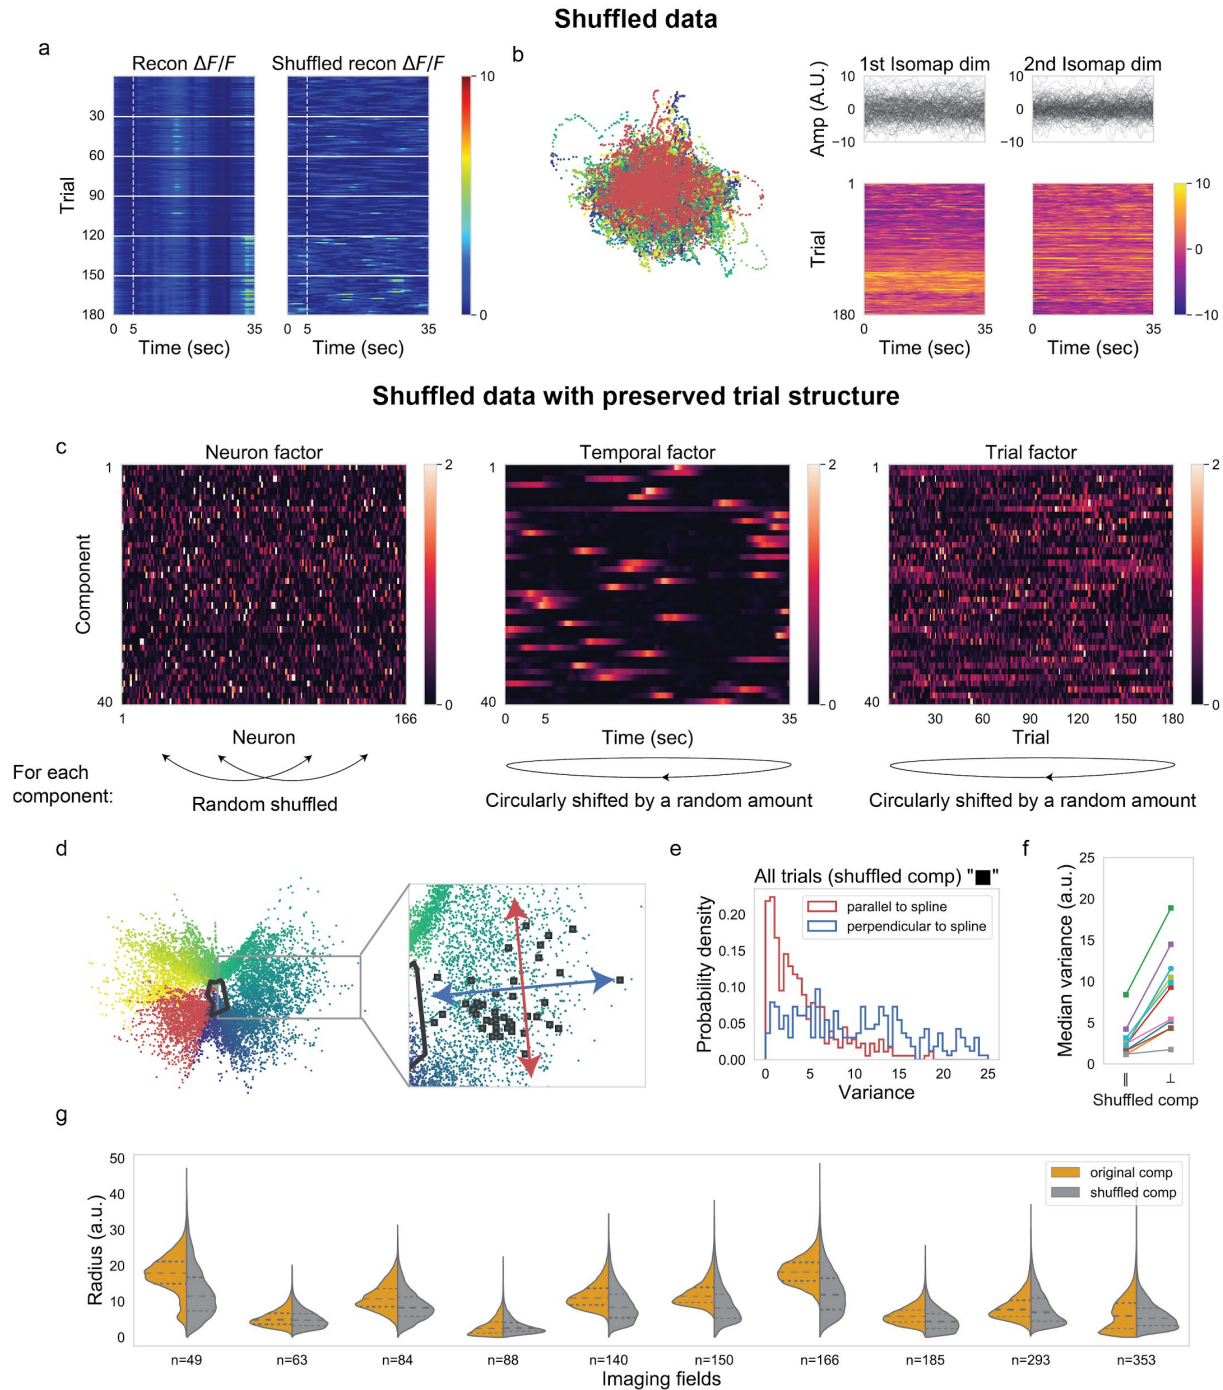 Shuffled data
a
Recon ΔF/F
Shuffled recon ΔF/F
10
0
Trial
30
60
90
120
150
180
0 5 35
0 5 35
Time (sec)
Time (sec)
b
1st Isomap dim
2nd Isomap dim
Amp (A.U.)
10
0
−10
10
0
−10
Trial
1
180
0 35
0 35
Time (sec)
Time (sec)
10
0
−10
Shuffled data with preserved trial structure
c
Neuron factor
Temporal factor
Trial factor
Component
1
40
1 166
Neuron
2
0
1
40
0 5 35
Time (sec)
2
0
1
40
30 60 90 120 150 180
Trial
2
0
For each
component:
Random shuffled
Circularly shifted by a random amount
Circularly shifted by a random amount
d
e
All trials (shuffled comp) "■"
parallel to spline
perpendicular to spline
Probability density
0.20
0.15
0.10
0.05
0.00
0 5 10 15 20 25
Variance
f
Median variance (a.u.)
25
20
15
10
5
0
∥ ⊥
Shuffled comp
g
Radius (a.u.)
50
40
30
20
10
0
original comp
shuffled comp
n=49 n=63 n=84 n=88 n=140 n=150 n=166 n=185 n=293 n=353
Imaging fields